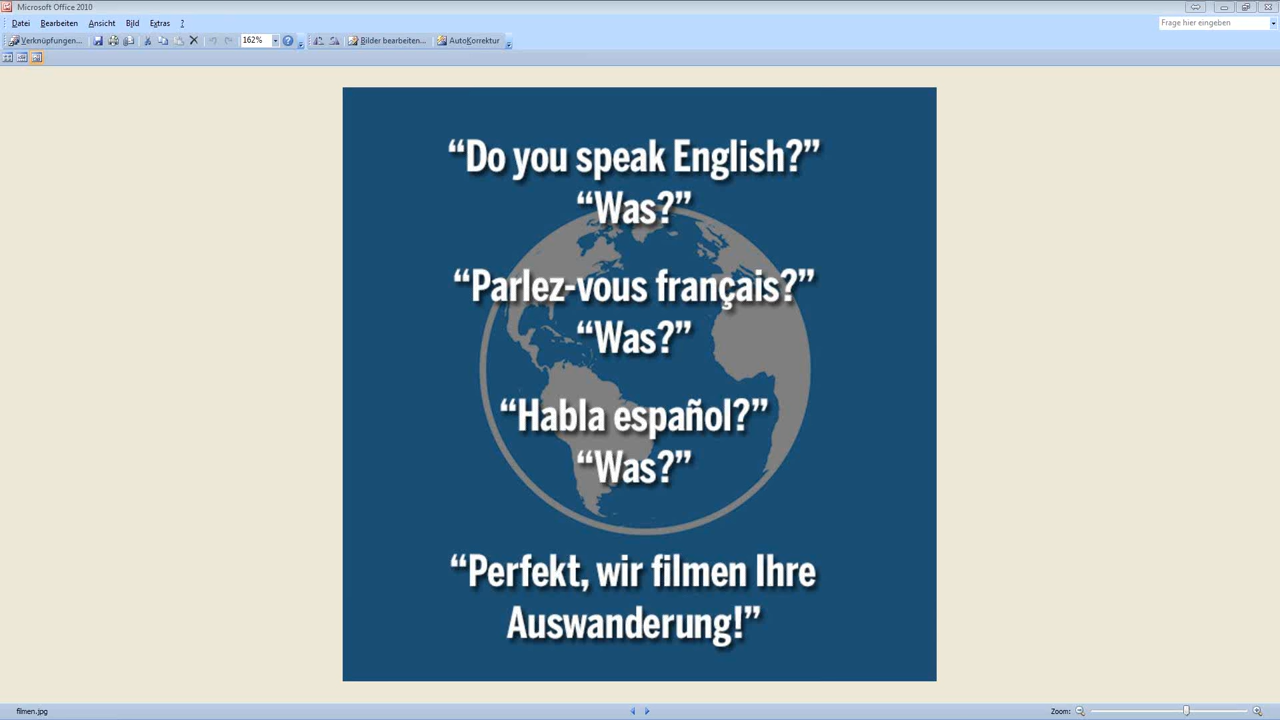 Microsoft Office 2010
Datei Bearbeiten Ansicht Bild Extras ?
Frage hier eingeben
Verknüpfungen... 162% Bilder bearbeiten... AutoKorrektur
“Do you speak English?”
“Was?”
“Parlez-vous français?”
“Was?”
“Habla español?”
“Was?”
“Perfekt, wir filmen Ihre
Auswanderung!”
filmen.jpg
Zoom: